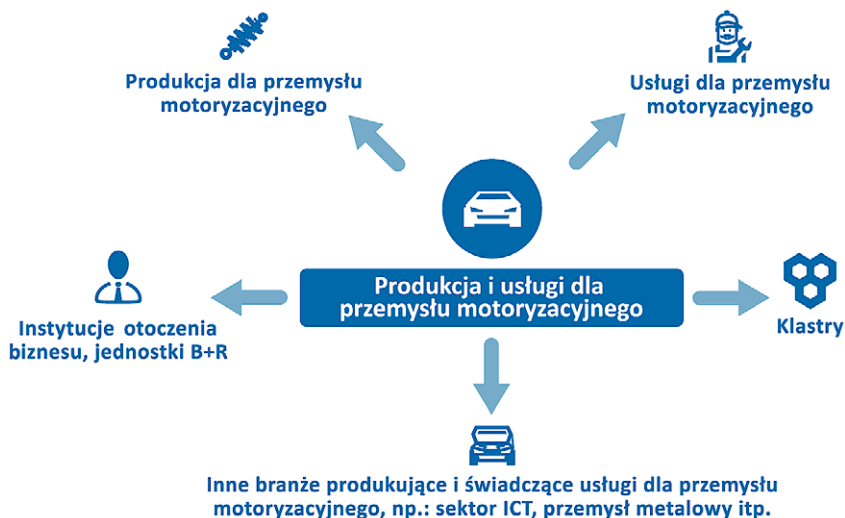 Produkcja dla przemysłu
motoryzacyjnego
Usługi dla przemysłu
motoryzacyjnego
Produkcja i usługi dla
przemysłu motoryzacyjnego
Instytucje otoczenia
biznesu, jednostki B+R
Klastry
Inne branże produkujące i świadczące usługi dla przemysłu
motoryzacyjnego, np.: sektor ICT, przemysł metalowy itp.